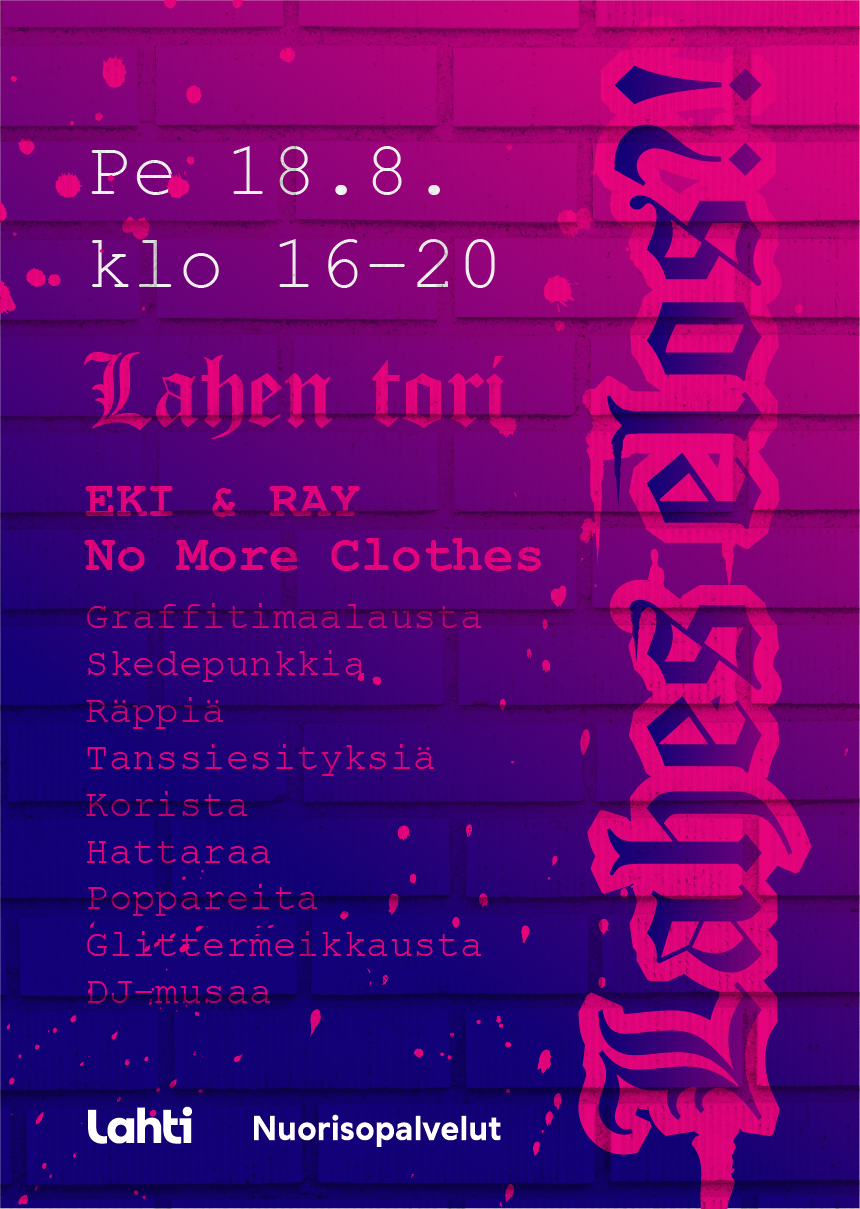 Pe 18.8.
klo 16–20
Lahen tori
EKI & RAY
No More Clothes
Graffitimaalausta
Skedepunkkia
Räppiä
Tanssiesityksiä
Korista
Hattaraa
Poppareita
Glittermeikkausta
DJ-musaa
Lahti
Nuorisopalvelut
Lahes eloso?!